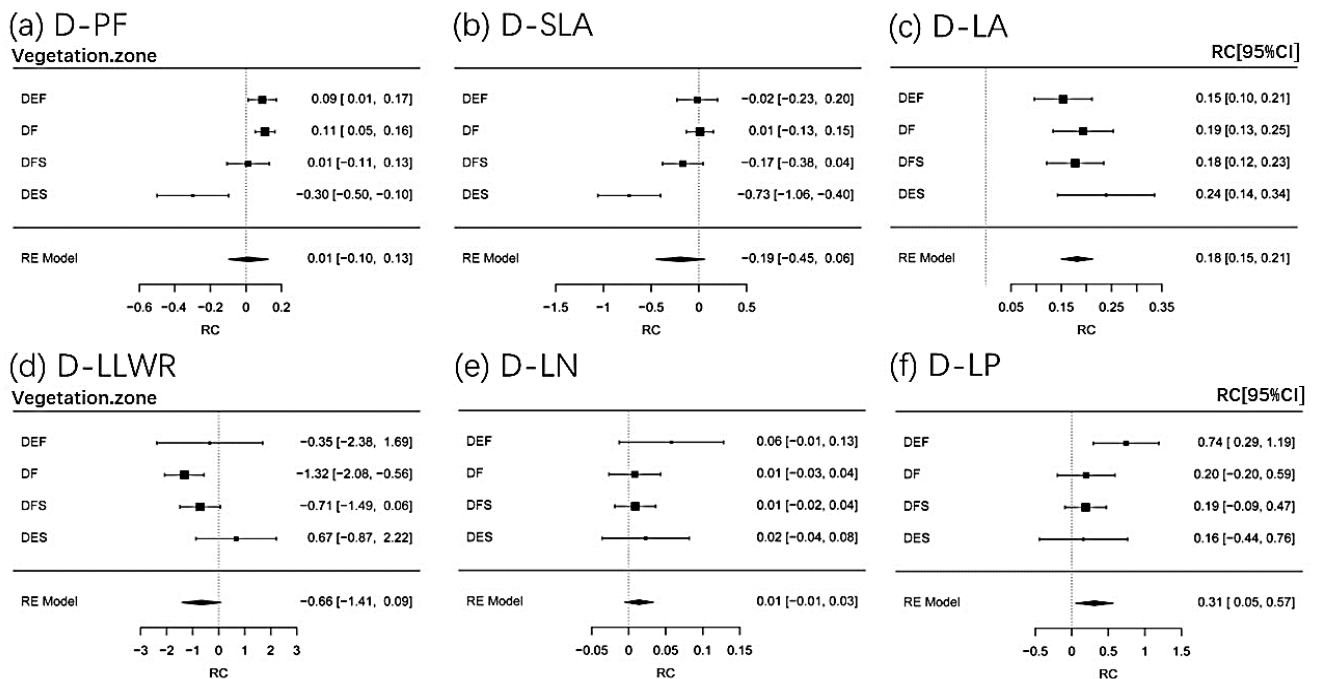 (a) D-PF
Vegetation.zone
DEF 0.09 [ 0.01, 0.17]
DF 0.11 [ 0.05, 0.16]
DFS 0.01 [−0.11, 0.13]
DES −0.30 [−0.50, −0.10]
RE Model 0.01 [−0.10, 0.13]
−0.6 −0.4 −0.2 0 0.2
RC
(b) D-SLA
DEF −0.02 [−0.23, 0.20]
DF 0.01 [−0.13, 0.15]
DFS −0.17 [−0.38, 0.04]
DES −0.73 [−1.06, −0.40]
RE Model −0.19 [−0.45, 0.06]
−1.5 −1 −0.5 0 0.5
RC
(c) D-LA
RC[95%CI]
DEF 0.15 [0.10, 0.21]
DF 0.19 [0.13, 0.25]
DFS 0.18 [0.12, 0.23]
DES 0.24 [0.14, 0.34]
RE Model 0.18 [0.15, 0.21]
0.05 0.15 0.25 0.35
RC
(d) D-LLWR
Vegetation.zone
DEF −0.35 [−2.38, 1.69]
DF −1.32 [−2.08, −0.56]
DFS −0.71 [−1.49, 0.06]
DES 0.67 [−0.87, 2.22]
RE Model −0.66 [−1.41, 0.09]
−3 −2 −1 0 1 2 3
RC
(e) D-LN
DEF 0.06 [−0.01, 0.13]
DF 0.01 [−0.03, 0.04]
DFS 0.01 [−0.02, 0.04]
DES 0.02 [−0.04, 0.08]
RE Model 0.01 [−0.01, 0.03]
−0.05 0 0.05 0.1 0.15
RC
(f) D-LP
RC[95%CI]
DEF 0.74 [ 0.29, 1.19]
DF 0.20 [−0.20, 0.59]
DFS 0.19 [−0.09, 0.47]
DES 0.16 [−0.44, 0.76]
RE Model 0.31 [ 0.05, 0.57]
−0.5 0 0.5 1 1.5
RC